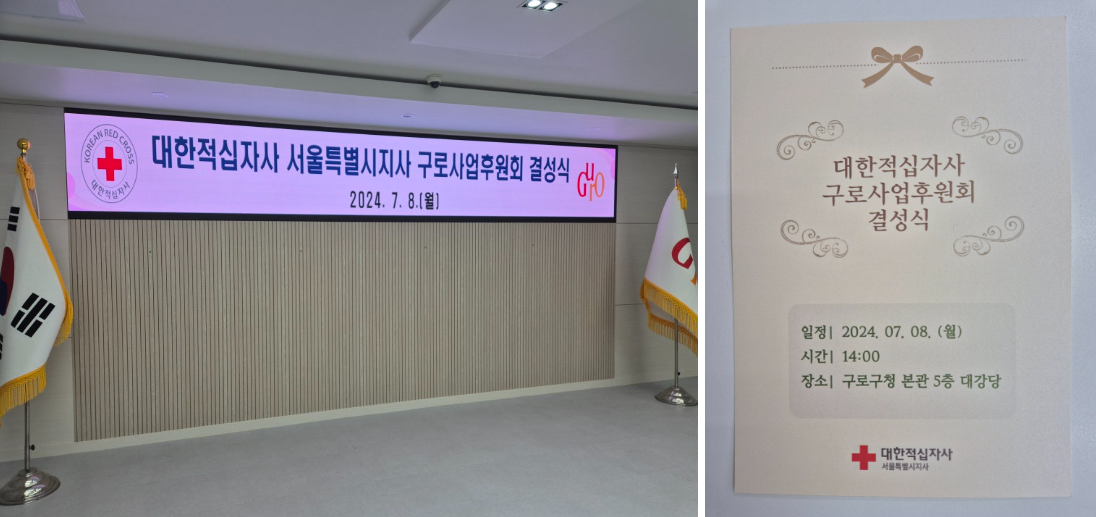 KOREAN RED CROSS
대한적십자사
대한적십자사 서울특별시지사 구로사업후원회 결성식
2024. 7. 8.(월)
GurO
G
대한적십자사
구로사업후원회
결성식
일정| 2024. 07. 08. (월)
시간| 14:00
장소| 구로구청 본관 5층 대강당
대한적십자사
서울특별시지사